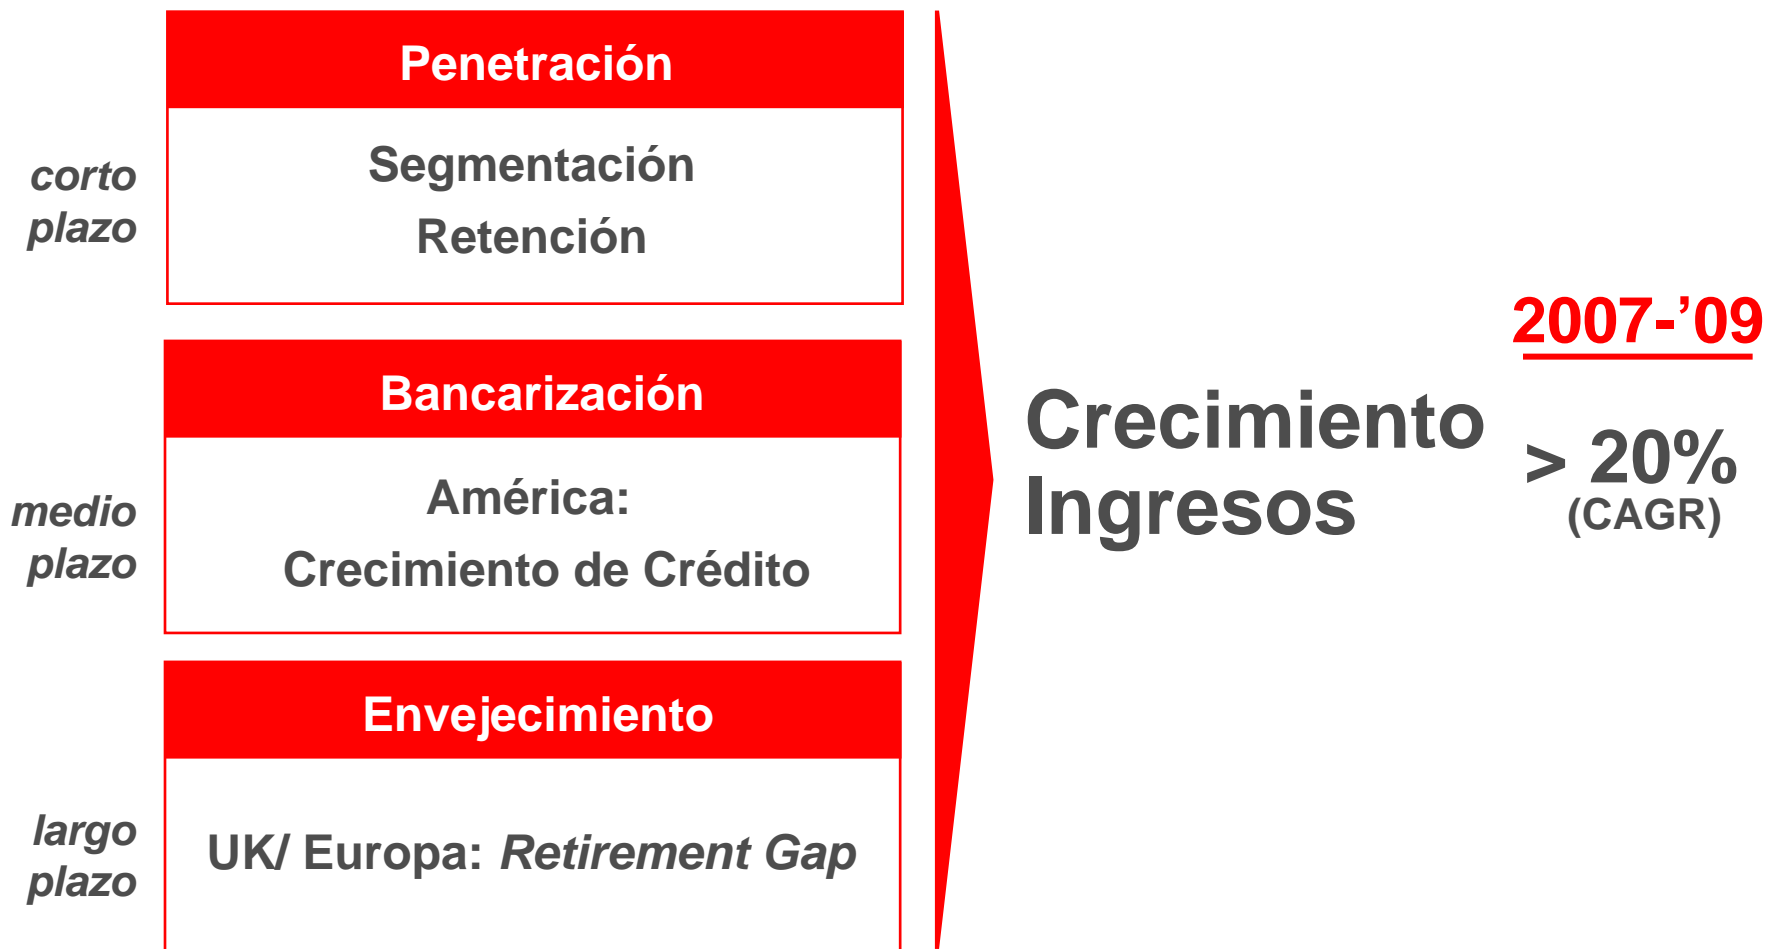 Penetración
corto
plazo
Segmentación
Retención
Bancarización
medio
plazo
América:
Crecimiento de Crédito
Envejecimiento
largo
plazo
UK/ Europa: Retirement Gap
Crecimiento
Ingresos
2007-’09
> 20%
(CAGR)